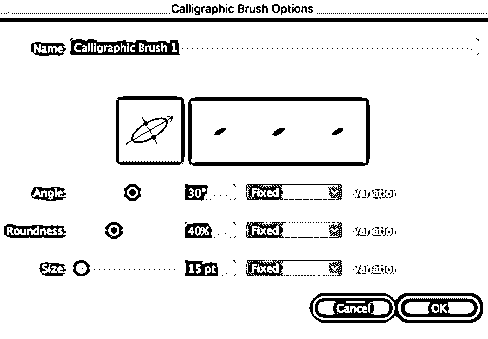 Calligraphic Brush Options
Name: Calligraphic Brush 1
Angle: 30° Fixed Variation
Roundness: 40% Fixed Variation
Size: 15 pt Fixed Variation
Cancel OK